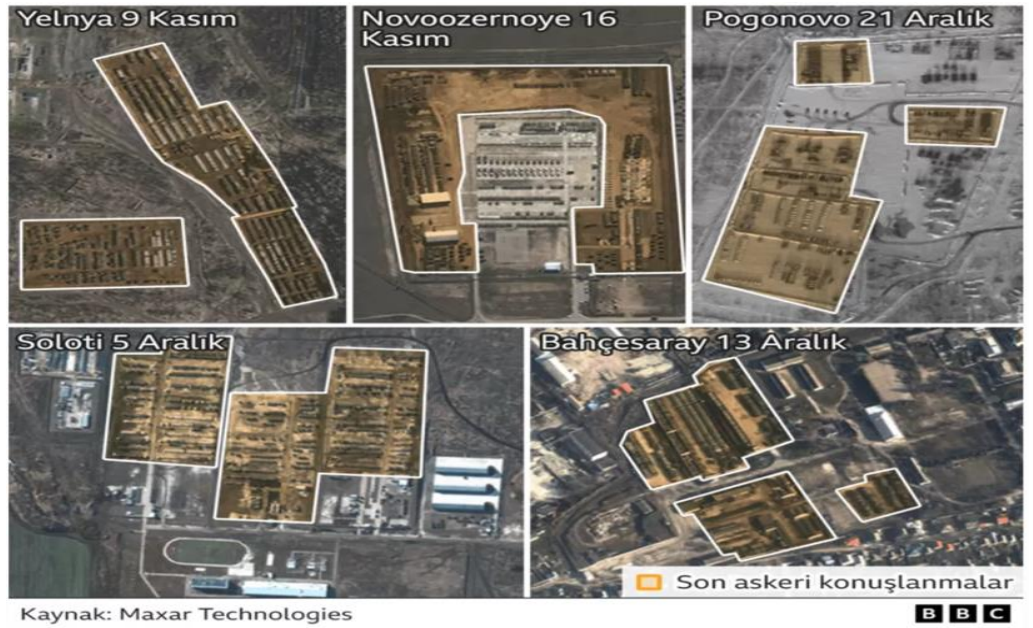 Yelnya 9 Kasım
Novoozernoye 16
Kasım
Pogonovo 21 Aralık
Soloti 5 Aralık
Bahçesaray 13 Aralık
Son askeri konuşlanmalar
Kaynak: Maxar Technologies
BBC